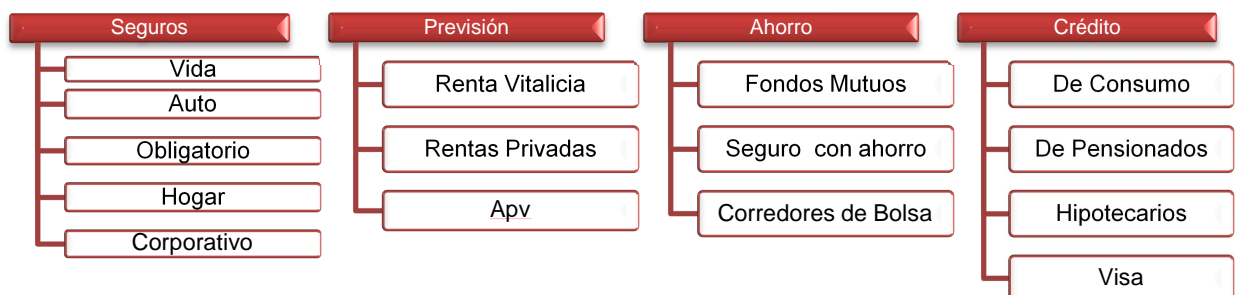 Seguros
Vida
Auto
Obligatorio
Hogar
Corporativo
Previsión
Renta Vitalicia
Rentas Privadas
Apv
Ahorro
Fondos Mutuos
Seguro con ahorro
Corredores de Bolsa
Crédito
De Consumo
De Pensionados
Hipotecarios
Visa